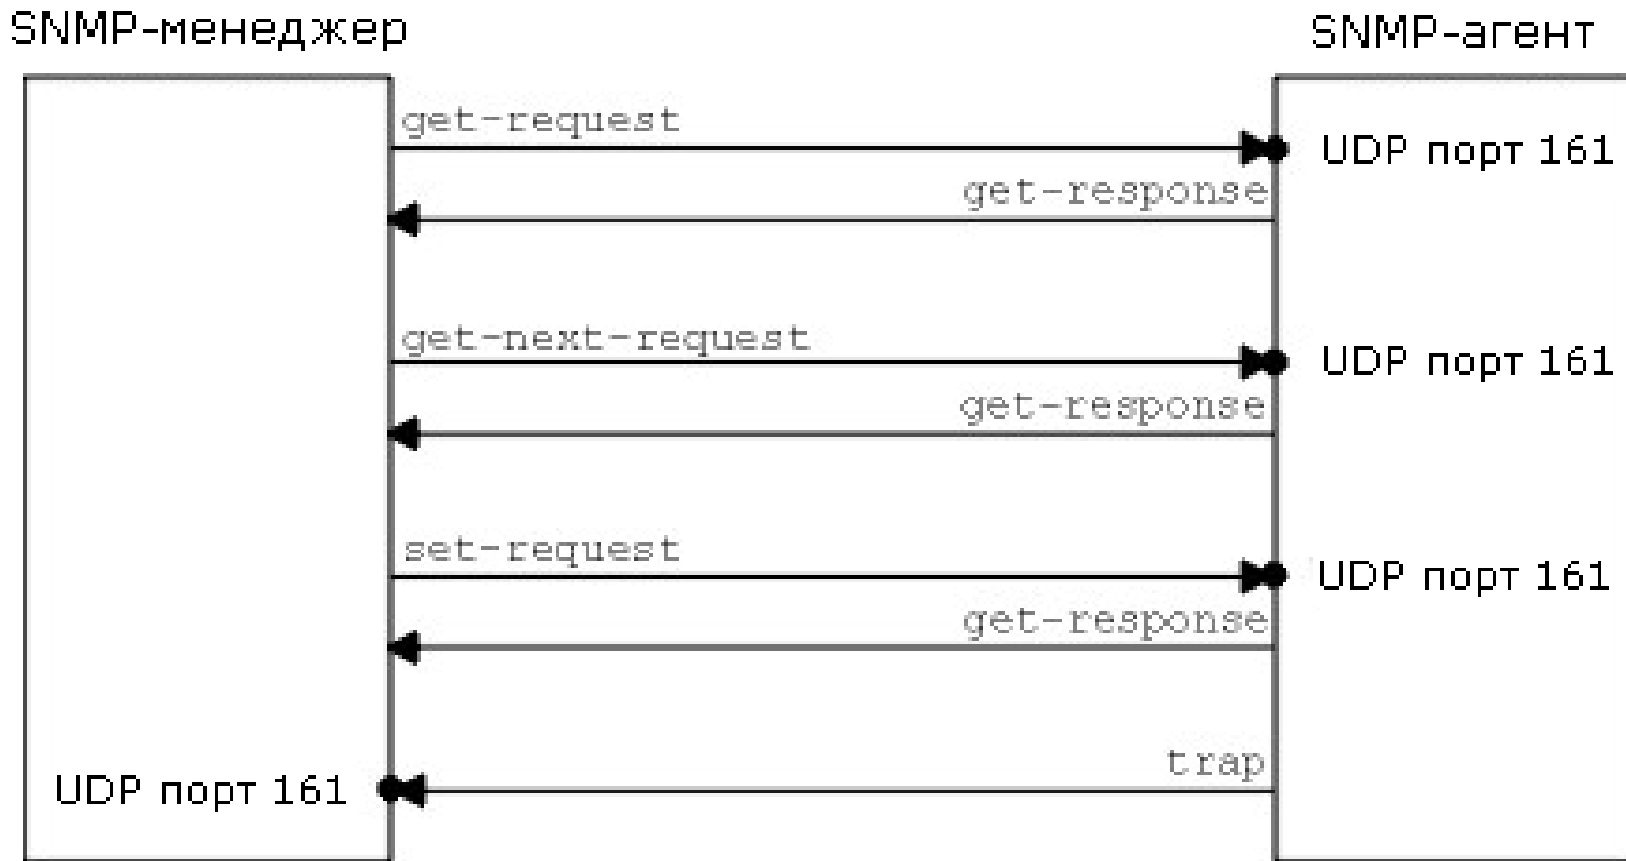 SNMP-менеджер
SNMP-агент
get-request
UDP порт 161
get-response
get-next-request
UDP порт 161
get-response
set-request
UDP порт 161
get-response
trap
UDP порт 161